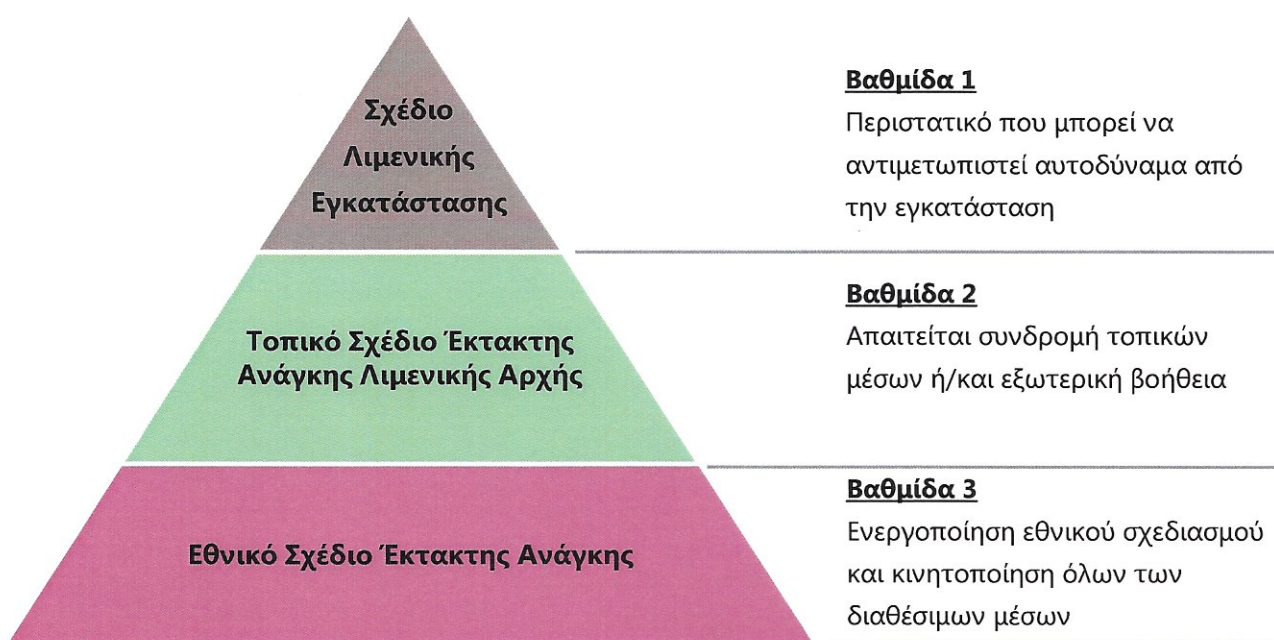 Σχέδιο
Λιμενικής
Εγκατάστασης
Βαθμίδα 1
Περιστατικό που μπορεί να
αντιμετωπιστεί αυτοδύναμα από
την εγκατάσταση
Τοπικό Σχέδιο Έκτακτης
Ανάγκης Λιμενικής Αρχής
Βαθμίδα 2
Απαιτείται συνδρομή τοπικών
μέσων ή/και εξωτερική βοήθεια
Εθνικό Σχέδιο Έκτακτης Ανάγκης
Βαθμίδα 3
Ενεργοποίηση εθνικού σχεδιασμού
και κινητοποίηση όλων των
διαθέσιμων μέσων